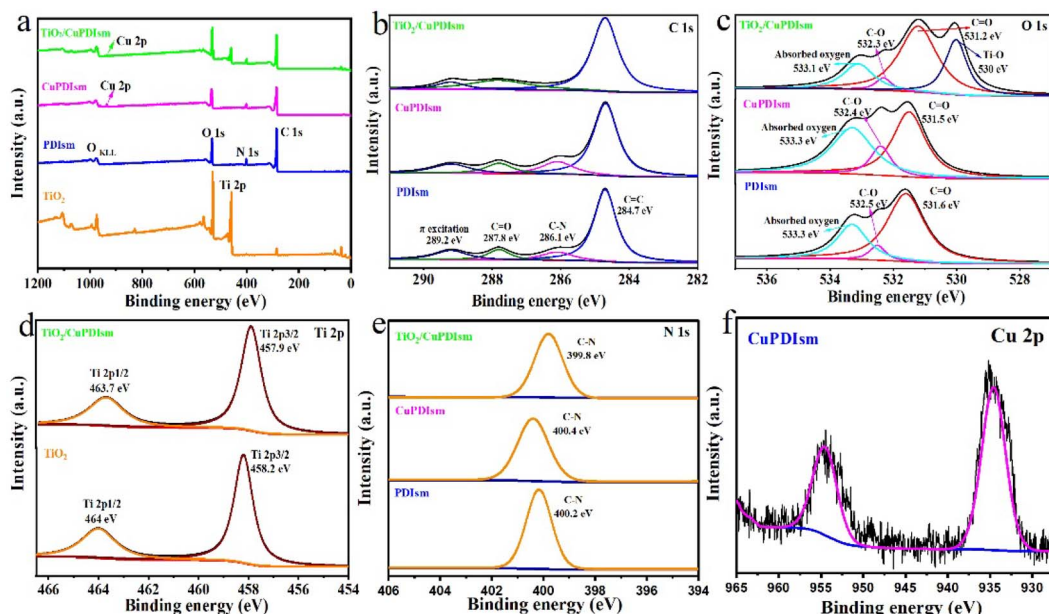 a
TiO2/CuPDIsm
Cu 2p
CuPDIsm
Cu 2p
PDIsm
O KLL
O 1s
N 1s
C 1s
TiO2
Ti 2p
Intensity (a.u.)
1200 1000 800 600 400 200 0
Binding energy (eV)
b
C 1s
TiO2/CuPDIsm
CuPDIsm
PDIsm
π excitation
289.2 eV
C=O
287.8 eV
C-N
286.1 eV
C=C
284.7 eV
Intensity (a.u.)
290 288 286 284 282
Binding energy (eV)
c
O 1s
TiO2/CuPDIsm
Absorbed oxygen
533.1 eV
C-O
532.3 eV
C=O
531.2 eV
Ti-O
530 eV
CuPDIsm
Absorbed oxygen
533.3 eV
C-O
532.4 eV
C=O
531.5 eV
PDIsm
Absorbed oxygen
533.3 eV
C-O
532.5 eV
C=O
531.6 eV
Intensity (a.u.)
536 534 532 530 528
Binding energy (eV)
d
Ti 2p
TiO2/CuPDIsm
Ti 2p1/2
463.7 eV
Ti 2p3/2
457.9 eV
TiO2
Ti 2p1/2
464 eV
Ti 2p3/2
458.2 eV
Intensity (a.u.)
466 464 462 460 458 456 454
Binding energy (eV)
e
N 1s
TiO2/CuPDIsm
C-N
399.8 eV
CuPDIsm
C-N
400.4 eV
PDIsm
C-N
400.2 eV
Intensity (a.u.)
406 404 402 400 398 396 394
Binding energy (eV)
f
CuPDIsm
Cu 2p
Intensity (a.u.)
965 960 955 950 945 940 935 930
Binding energy (eV)